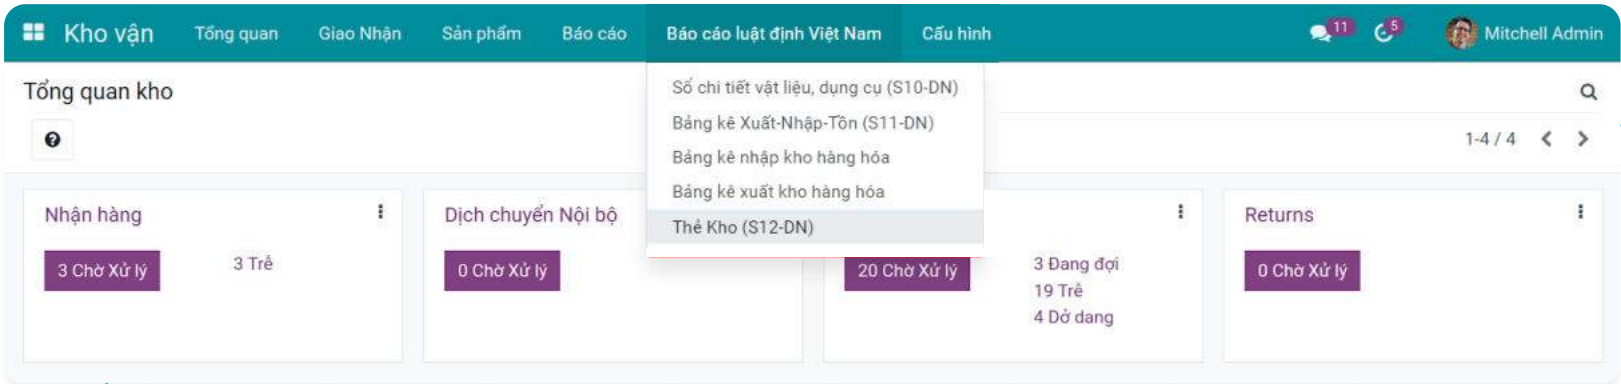 Kho vận Tổng quan Giao Nhận Sản phẩm Báo cáo Báo cáo luật định Việt Nam Cấu hình 11 5 Mitchell Admin
Tổng quan kho
1-4 / 4
Sổ chi tiết vật liệu, dụng cụ (S10-DN)
Bảng kê Xuất-Nhập-Tồn (S11-DN)
Bảng kê nhập kho hàng hóa
Bảng kê xuất kho hàng hóa
Thẻ Kho (S12-DN)
Nhận hàng
3 Chờ Xử lý 3 Trễ
Dịch chuyển Nội bộ
0 Chờ Xử lý
20 Chờ Xử lý 3 Đang đợi
19 Trễ
4 Dở dang
Returns
0 Chờ Xử lý